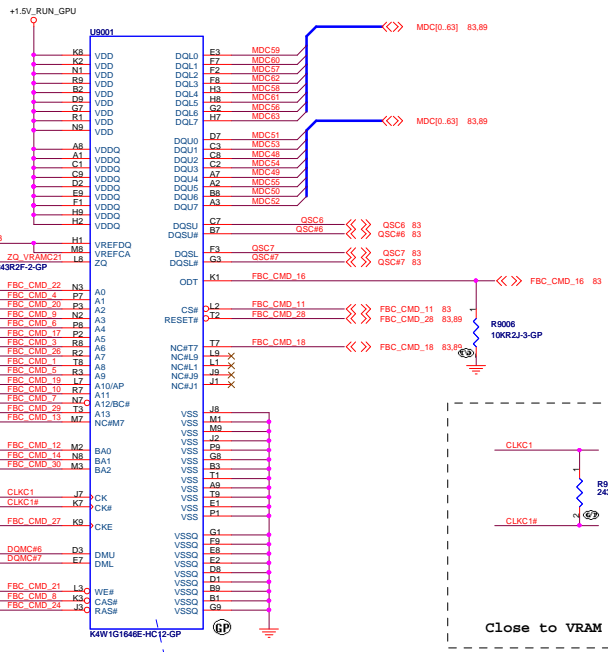 +1.5V_RUN_GPU
U9001
MDC[0..63] 83,89
K8 VDD DQL0 E3 MDC59
K2 VDD DQL1 F7 MDC60
N1 VDD DQL2 F2 MDC57
R9 VDD DQL3 F8 MDC62
B2 VDD DQL4 H3 MDC58
D9 VDD DQL5 H8 MDC61
G7 VDD DQL6 G2 MDC56
R1 VDD DQL7 H7 MDC63
N9 VDD
MDC[0..63] 83,89
DQU0 D7 MDC51
A8 VDDQ DQU1 C3 MDC53
A1 VDDQ DQU2 C8 MDC48
C1 VDDQ DQU3 C2 MDC54
C9 VDDQ DQU4 A7 MDC49
D2 VDDQ DQU5 A2 MDC55
E9 VDDQ DQU6 B8 MDC50
F1 VDDQ DQU7 A3 MDC52
H9 VDDQ
H2 VDDQ
DQSU C7 QSC6 QSC6 83
DQSU# B7 QSC#6 QSC#6 83
H1 VREFDQ
M8 VREFCA DQSL F3 QSC7 QSC7 83
ZQ_VRAMC21 L8 ZQ DQSL# G3 QSC#7 QSC#7 83
43R2F-2-GP
ODT K1 FBC_CMD_16 FBC_CMD_16 83
FBC_CMD_22 N3 A0
FBC_CMD_4 P7 A1
FBC_CMD_20 P3 A2 CS# L2 FBC_CMD_11 FBC_CMD_11 83
FBC_CMD_9 N2 A3 RESET# T2 FBC_CMD_28 FBC_CMD_28 83,89
FBC_CMD_6 P8 A4
FBC_CMD_17 P2 A5
FBC_CMD_3 R8 A6 NC#T7 T7 FBC_CMD_18 FBC_CMD_18 83,89
FBC_CMD_26 R2 A7 NC#L9 L9
FBC_CMD_1 T8 A8 NC#L1 L1
FBC_CMD_5 R3 A9 NC#J9 J9
FBC_CMD_19 L7 A10/AP NC#J1 J1
FBC_CMD_10 R7 A11
FBC_CMD_7 N7 A12/BC#
FBC_CMD_29 T3 A13
FBC_CMD_13 M7 NC#M7
1
R9006
10KR2J-3-GP
VSS J8
VSS M1
VSS M9
VSS J2
FBC_CMD_12 M2 BA0 VSS P9
FBC_CMD_14 N8 BA1 VSS G8
FBC_CMD_30 M3 BA2 VSS B3
VSS T1
VSS A9
CLKC1 J7 CK VSS T9
CLKC1# K7 CK# VSS E1
VSS P1
FBC_CMD_27 K9 CKE
VSSQ G1
VSSQ F9
DQMC#6 D3 DMU VSSQ E8
DQMC#7 E7 DML VSSQ E2
VSSQ D8
VSSQ D1
FBC_CMD_21 L3 WE# VSSQ B9
FBC_CMD_8 K3 CAS# VSSQ B1
FBC_CMD_24 J3 RAS# VSSQ G9
K4W1G1646E-HC12-GP
GP
CLKC1
1
R9
243
2
CLKC1#
Close to VRAM